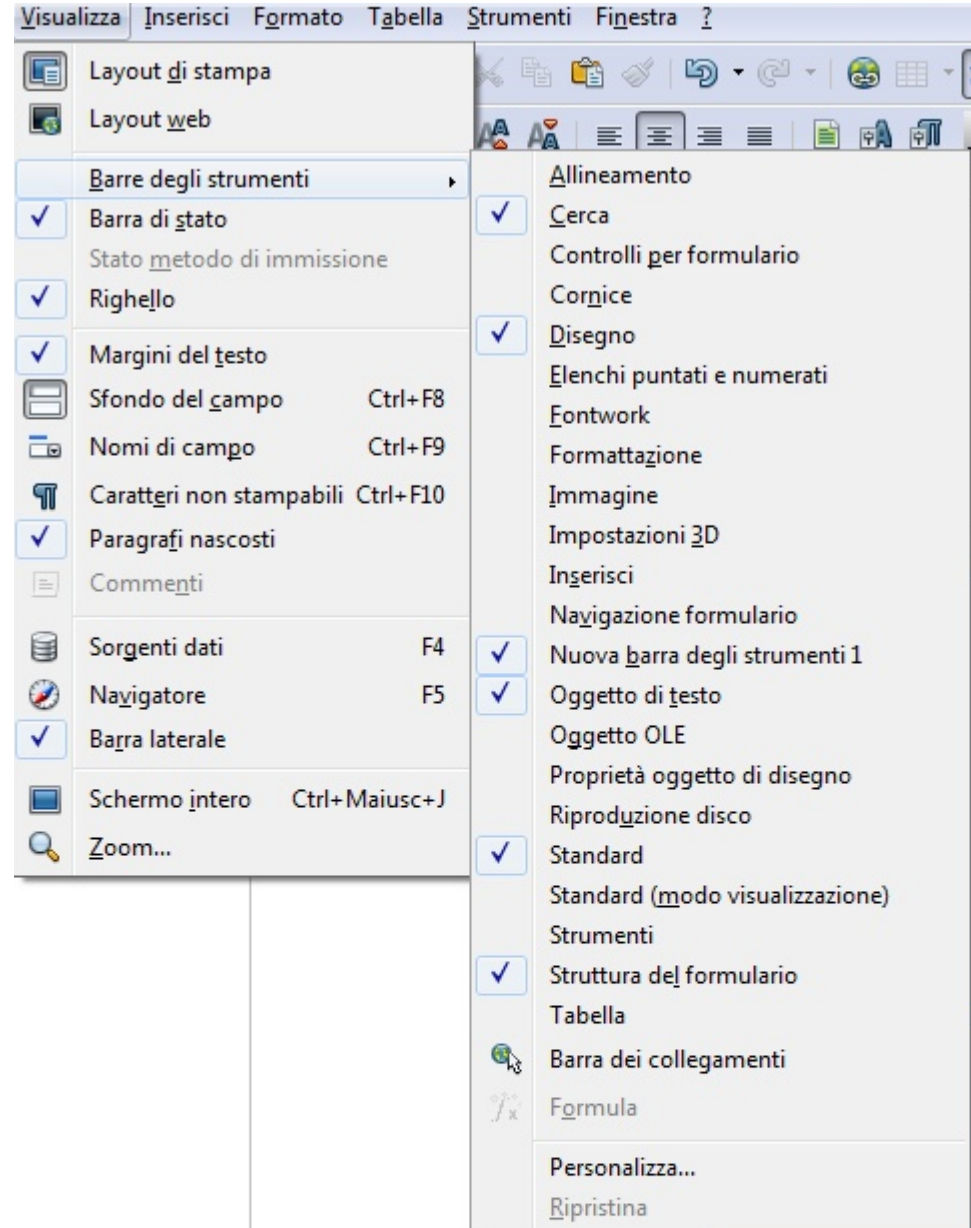 Visualizza Inserisci Formato Tabella Strumenti Finestra ?
Layout di stampa
Layout web
Barre degli strumenti
Barra di stato
Stato metodo di immissione
Righello
Margini del testo
Sfondo del campo Ctrl+F8
Nomi di campo Ctrl+F9
Caratteri non stampabili Ctrl+F10
Paragrafi nascosti
Commenti
Sorgenti dati F4
Navigatore F5
Barra laterale
Schermo intero Ctrl+Maiusc+J
Zoom...
Allineamento
Cerca
Controlli per formulario
Cornice
Disegno
Elenchi puntati e numerati
Fontwork
Formattazione
Immagine
Impostazioni 3D
Inserisci
Navigazione formulario
Nuova barra degli strumenti 1
Oggetto di testo
Oggetto OLE
Proprietà oggetto di disegno
Riproduzione disco
Standard
Standard (modo visualizzazione)
Strumenti
Struttura del formulario
Tabella
Barra dei collegamenti
Formula
Personalizza...
Ripristina